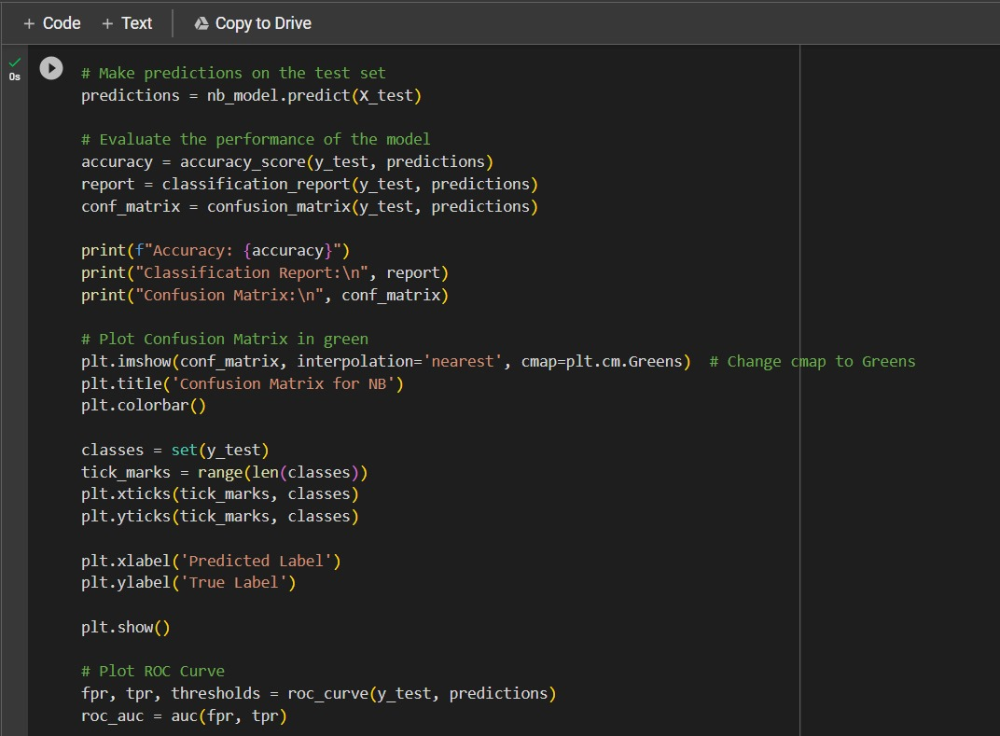 + Code + Text Copy to Drive
0s
# Make predictions on the test set
predictions = nb_model.predict(X_test)
# Evaluate the performance of the model
accuracy = accuracy_score(y_test, predictions)
report = classification_report(y_test, predictions)
conf_matrix = confusion_matrix(y_test, predictions)
print(f"Accuracy: {accuracy}")
print("Classification Report:\n", report)
print("Confusion Matrix:\n", conf_matrix)
# Plot Confusion Matrix in green
plt.imshow(conf_matrix, interpolation='nearest', cmap=plt.cm.Greens)  # Change cmap to Greens
plt.title('Confusion Matrix for NB')
plt.colorbar()
classes = set(y_test)
tick_marks = range(len(classes))
plt.xticks(tick_marks, classes)
plt.yticks(tick_marks, classes)
plt.xlabel('Predicted Label')
plt.ylabel('True Label')
plt.show()
# Plot ROC Curve
fpr, tpr, thresholds = roc_curve(y_test, predictions)
roc_auc = auc(fpr, tpr)